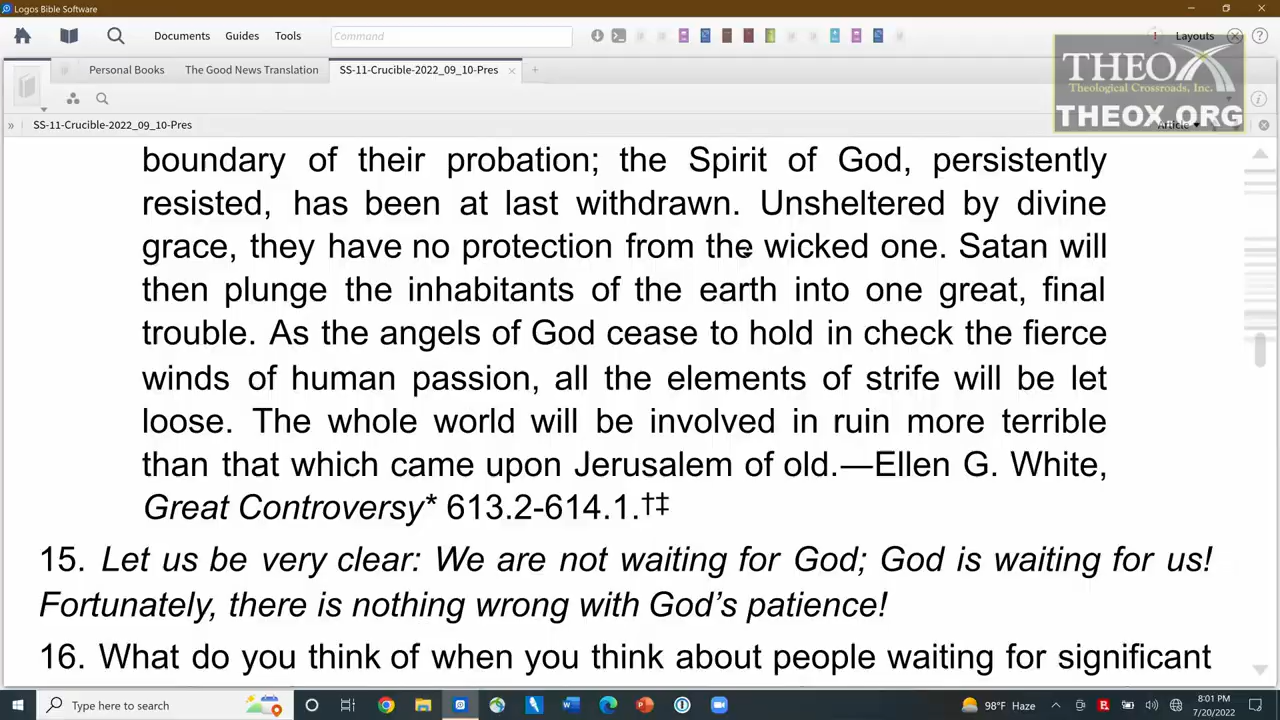 Logos Bible Software
Documents Guides Tools Command Layouts
THEOX
Theological Crossroads, Inc.
THEOX.ORG
Personal Books The Good News Translation SS-11-Crucible-2022_09_10-Pres
SS-11-Crucible-2022_09_10-Pres Article
boundary of their probation; the Spirit of God, persistently
resisted, has been at last withdrawn. Unsheltered by divine
grace, they have no protection from the wicked one. Satan will
then plunge the inhabitants of the earth into one great, final
trouble. As the angels of God cease to hold in check the fierce
winds of human passion, all the elements of strife will be let
loose. The whole world will be involved in ruin more terrible
than that which came upon Jerusalem of old.—Ellen G. White,
Great Controversy* 613.2-614.1.†‡
15. Let us be very clear: We are not waiting for God; God is waiting for us!
Fortunately, there is nothing wrong with God's patience!
16. What do you think of when you think about people waiting for significant
Type here to search 98°F Haze 8:01 PM
7/20/2022